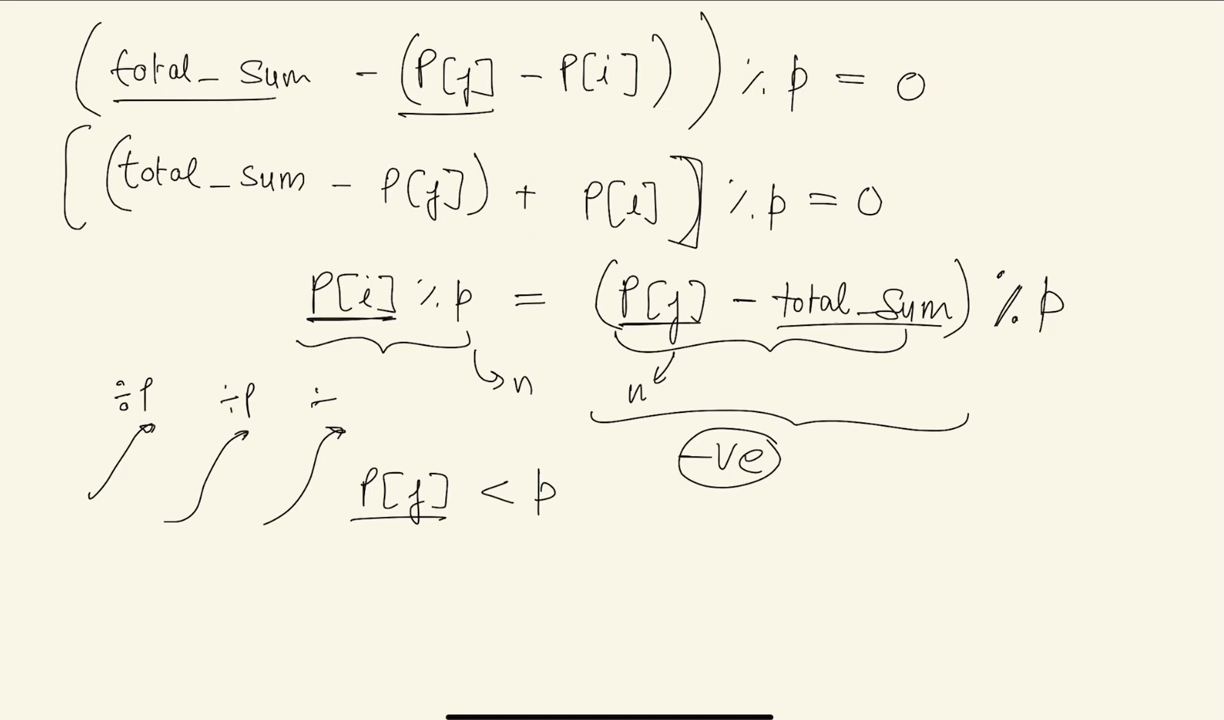 (total_sum - (P[j] - P[i])) % p = 0
[(total_sum - P[j]) + P[i]] % p = 0
P[i] % p = (P[j] - total_sum) % p
n n
%P ÷P ÷
-ve
P[j] < p